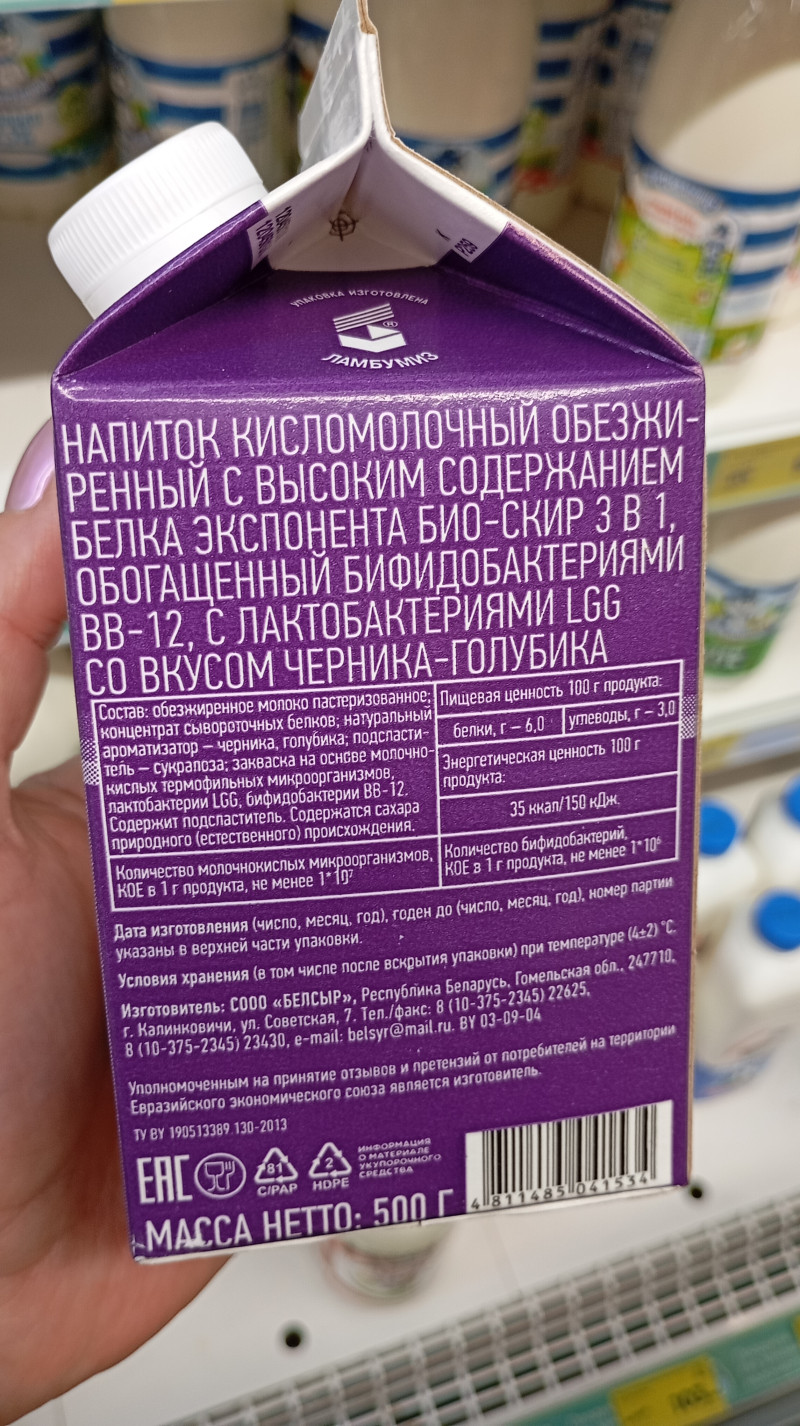 УПАКОВКА ИЗГОТОВЛЕНА
ЛАМБУМИЗ
НАПИТОК КИСЛОМОЛОЧНЫЙ ОБЕЗЖИ-
РЕННЫЙ С ВЫСОКИМ СОДЕРЖАНИЕМ
БЕЛКА ЭКСПОНЕНТА БИО-СКИР 3 В 1,
ОБОГАЩЕННЫЙ БИФИДОБАКТЕРИЯМИ
BB-12, С ЛАКТОБАКТЕРИЯМИ LGG
СО ВКУСОМ ЧЕРНИКА-ГОЛУБИКА
Состав: обезжиренное молоко пастеризованное;
концентрат сывороточных белков; натуральный
ароматизатор – черника, голубика; подсласти-
тель – сукралоза; закваска на основе молочно-
кислых термофильных микроорганизмов,
лактобактерии LGG, бифидобактерии BB-12.
Содержит подсластитель. Содержатся сахара
природного (естественного) происхождения.
Пищевая ценность 100 г продукта:
белки, г – 6,0
углеводы, г – 3,0
Энергетическая ценность 100 г
продукта:
35 ккал/150 кДж.
Количество молочнокислых микроорганизмов,
КОЕ в 1 г продукта, не менее 1*10⁷
Количество бифидобактерий,
КОЕ в 1 г продукта, не менее 1*10⁶
Дата изготовления (число, месяц, год), годен до (число, месяц, год), номер партии
указаны в верхней части упаковки.
Условия хранения (в том числе после вскрытия упаковки) при температуре (4±2) °С.
Изготовитель: СООО «БЕЛСЫР», Республика Беларусь, Гомельская обл., 247710,
г. Калинковичи, ул. Советская, 7. Тел./факс: 8 (10-375-2345) 22625,
8 (10-375-2345) 23430, e-mail: belsyr@mail.ru. BY 03-09-04
Уполномоченным на принятие отзывов и претензий от потребителей на территории
Евразийского экономического союза является изготовитель.
ТУ BY 190513389.130-2013
EAC
81
C/PAP
2
HDPE
ИНФОРМАЦИЯ
О МАТЕРИАЛЕ
УКУПОРОЧНОГО
СРЕДСТВА
4 811485 041534
МАССА НЕТТО: 500 Г